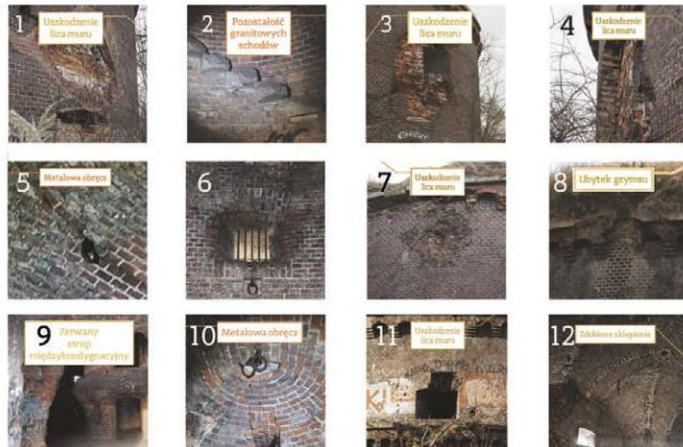 1
Uszkodzenie
lica muru
2
Pozostałość
granitowych
schodów
3
Uszkodzenie
lica muru
4
Uszkodzenie
lica muru
5
Metalowa obręcz
6
7
Uszkodzenie
lica muru
8
Ubytek gzymsu
9
Zerwany
strop
międzykondygnacyjny
10
Metalowa obręcz
11
Uszkodzenie
lica muru
K!
12
Zdobione sklepienie